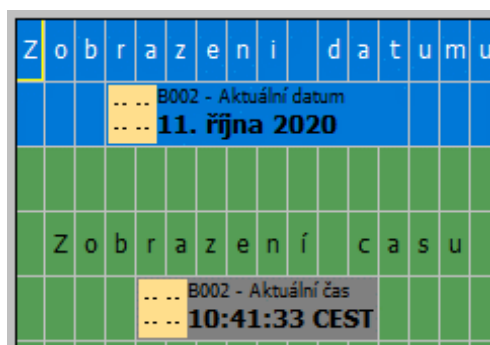 Zobrazeni datumu
.. .. B002 - Aktuální datum
.. .. 11. října 2020
Zobrazení casu
.. .. B002 - Aktuální čas
.. .. 10:41:33 CEST